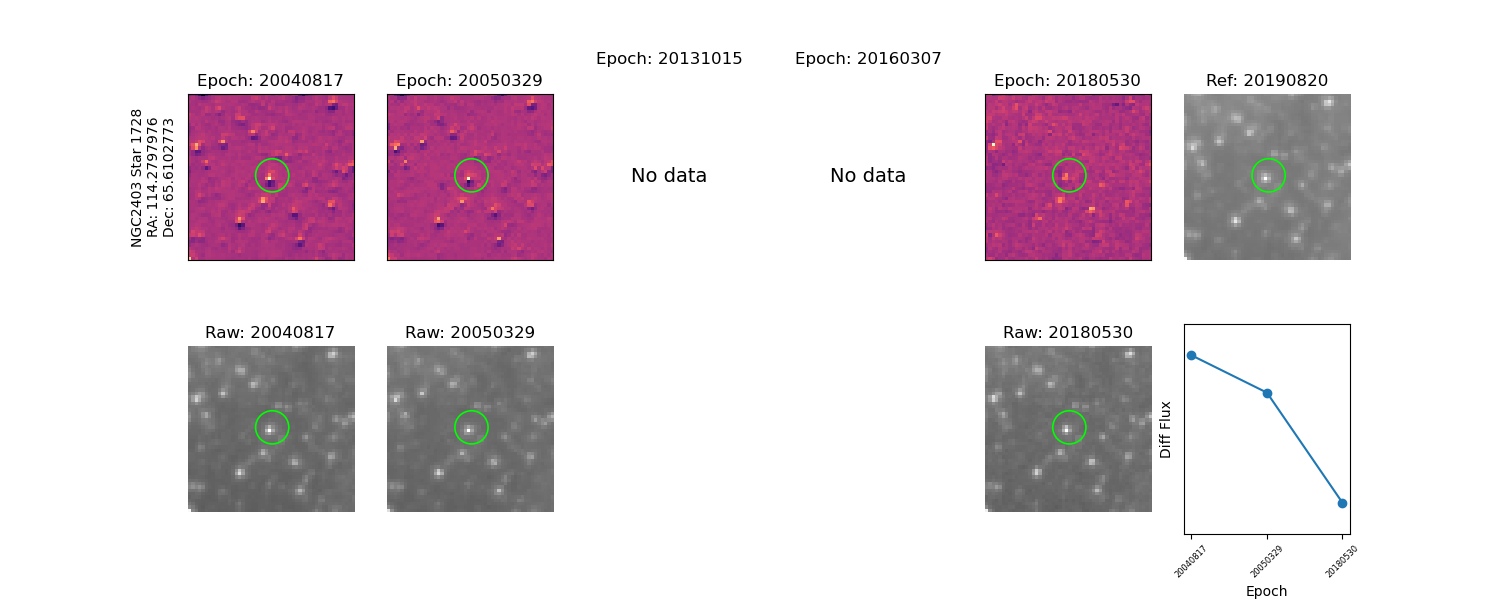 Epoch: 20131015
Epoch: 20160307
Epoch: 20040817
Epoch: 20050329
Epoch: 20180530
Ref: 20190820
NGC2403 Star 1728
RA: 114.2797976
Dec: 65.6102773
No data
No data
Raw: 20040817
Raw: 20050329
Raw: 20180530
Diff Flux
20040817
20050329
20180530
Epoch